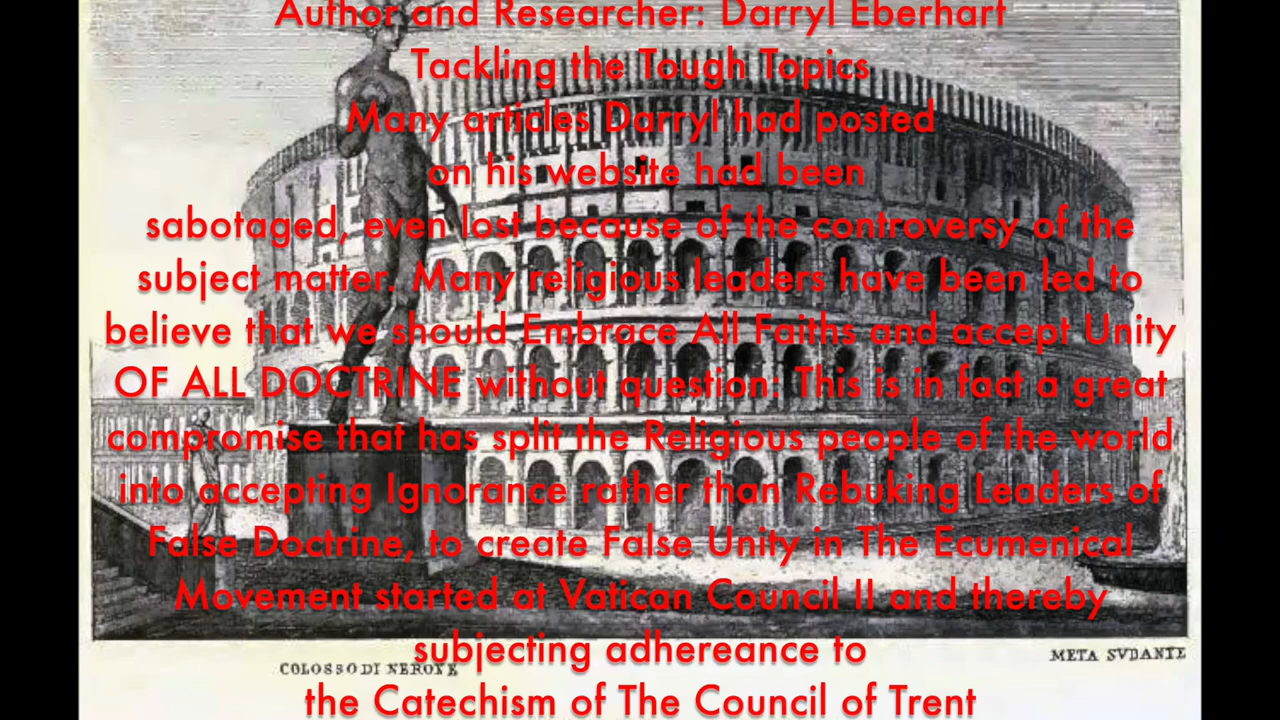 Author and Researcher: Darryl Eberhart
Tackling the Tough Topics
Many articles Darryl had posted
on his website had been
sabotaged, even lost because of the controversy of the
subject matter. Many religious leaders have been led to
believe that we should Embrace All Faiths and accept Unity
OF ALL DOCTRINE without question: This is in fact a great
compromise that has split the Religious people of the world
into accepting Ignorance rather than Rebuking Leaders of
False Doctrine, to create False Unity in The Ecumenical
Movement started at Vatican Council II and thereby
subjecting adhereance to
COLOSSO DI NERONE
META SVDANTE
the Catechism of The Council of Trent